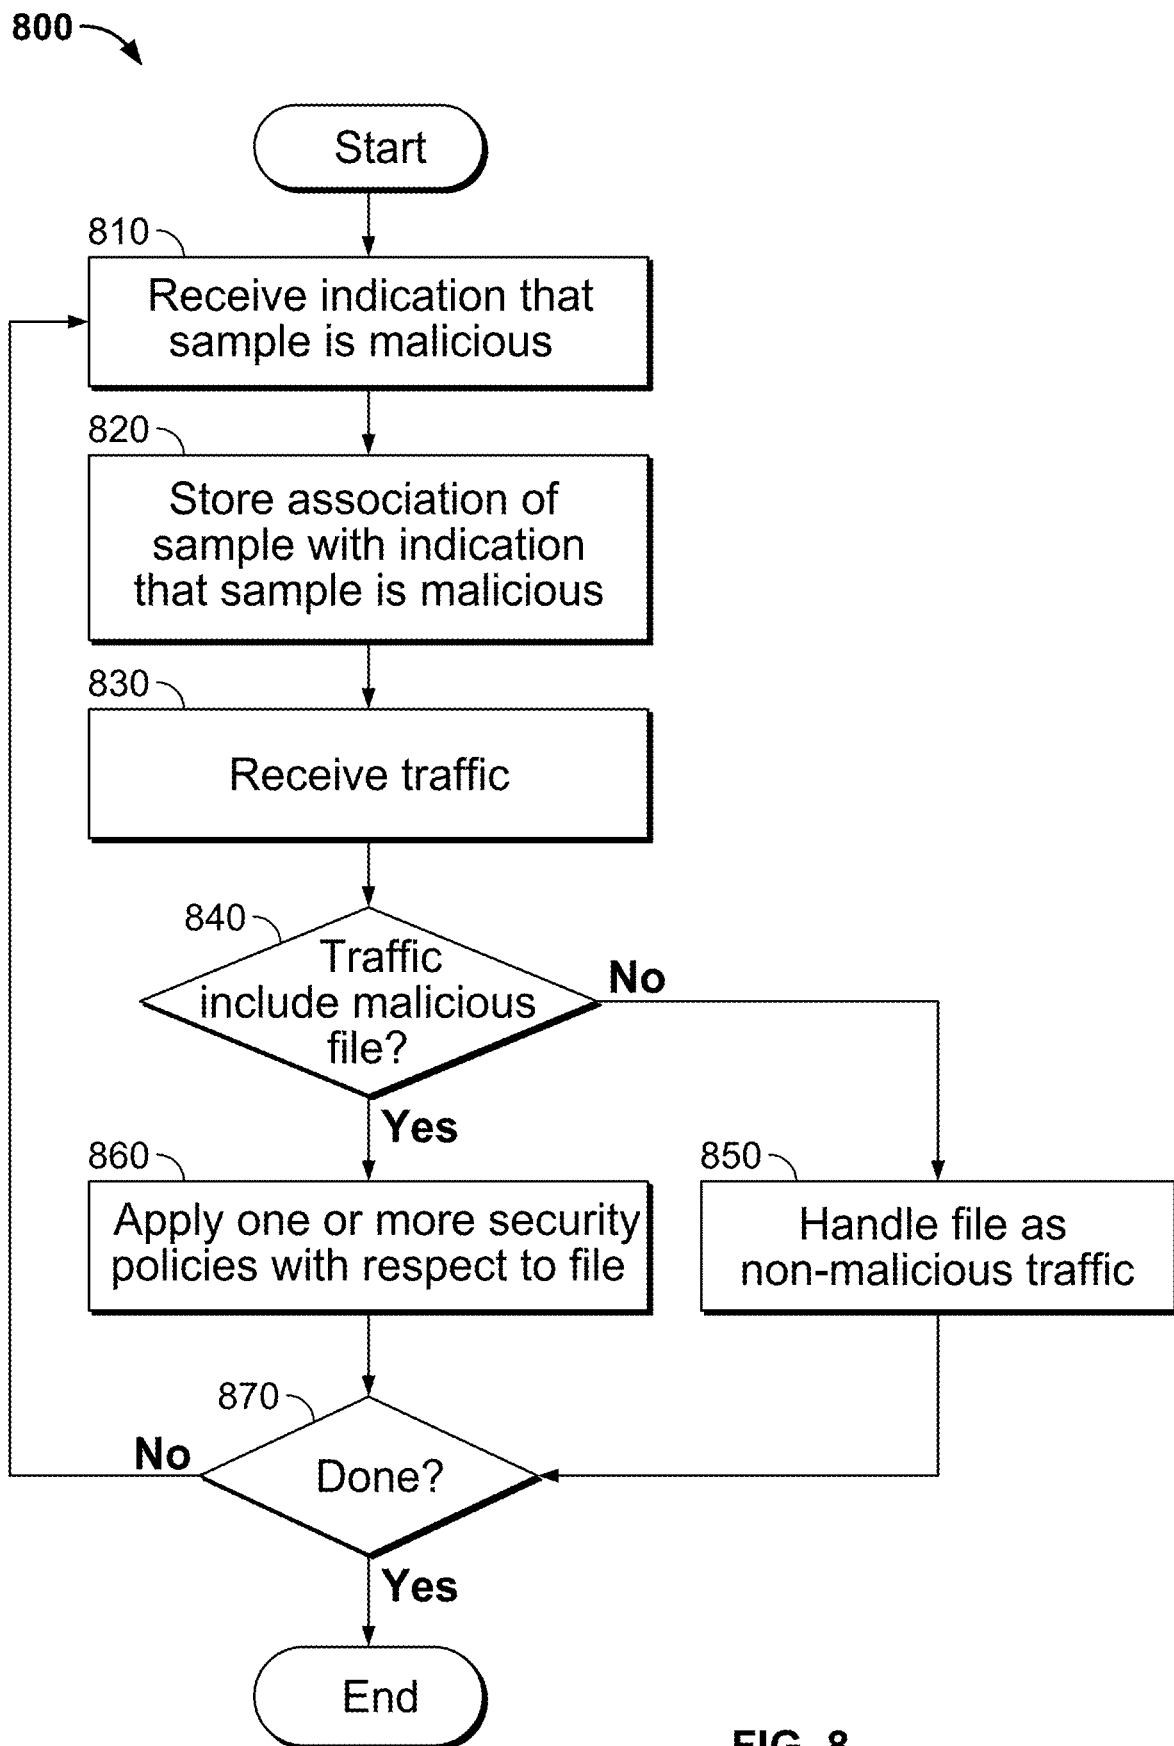 800
Start
810
Receive indication that
sample is malicious
820
Store association of
sample with indication
that sample is malicious
830
Receive traffic
840
Traffic
include malicious
file?
No
Yes
860
Apply one or more security
policies with respect to file
850
Handle file as
non-malicious traffic
870
No
Done?
Yes
End
FIG. 8